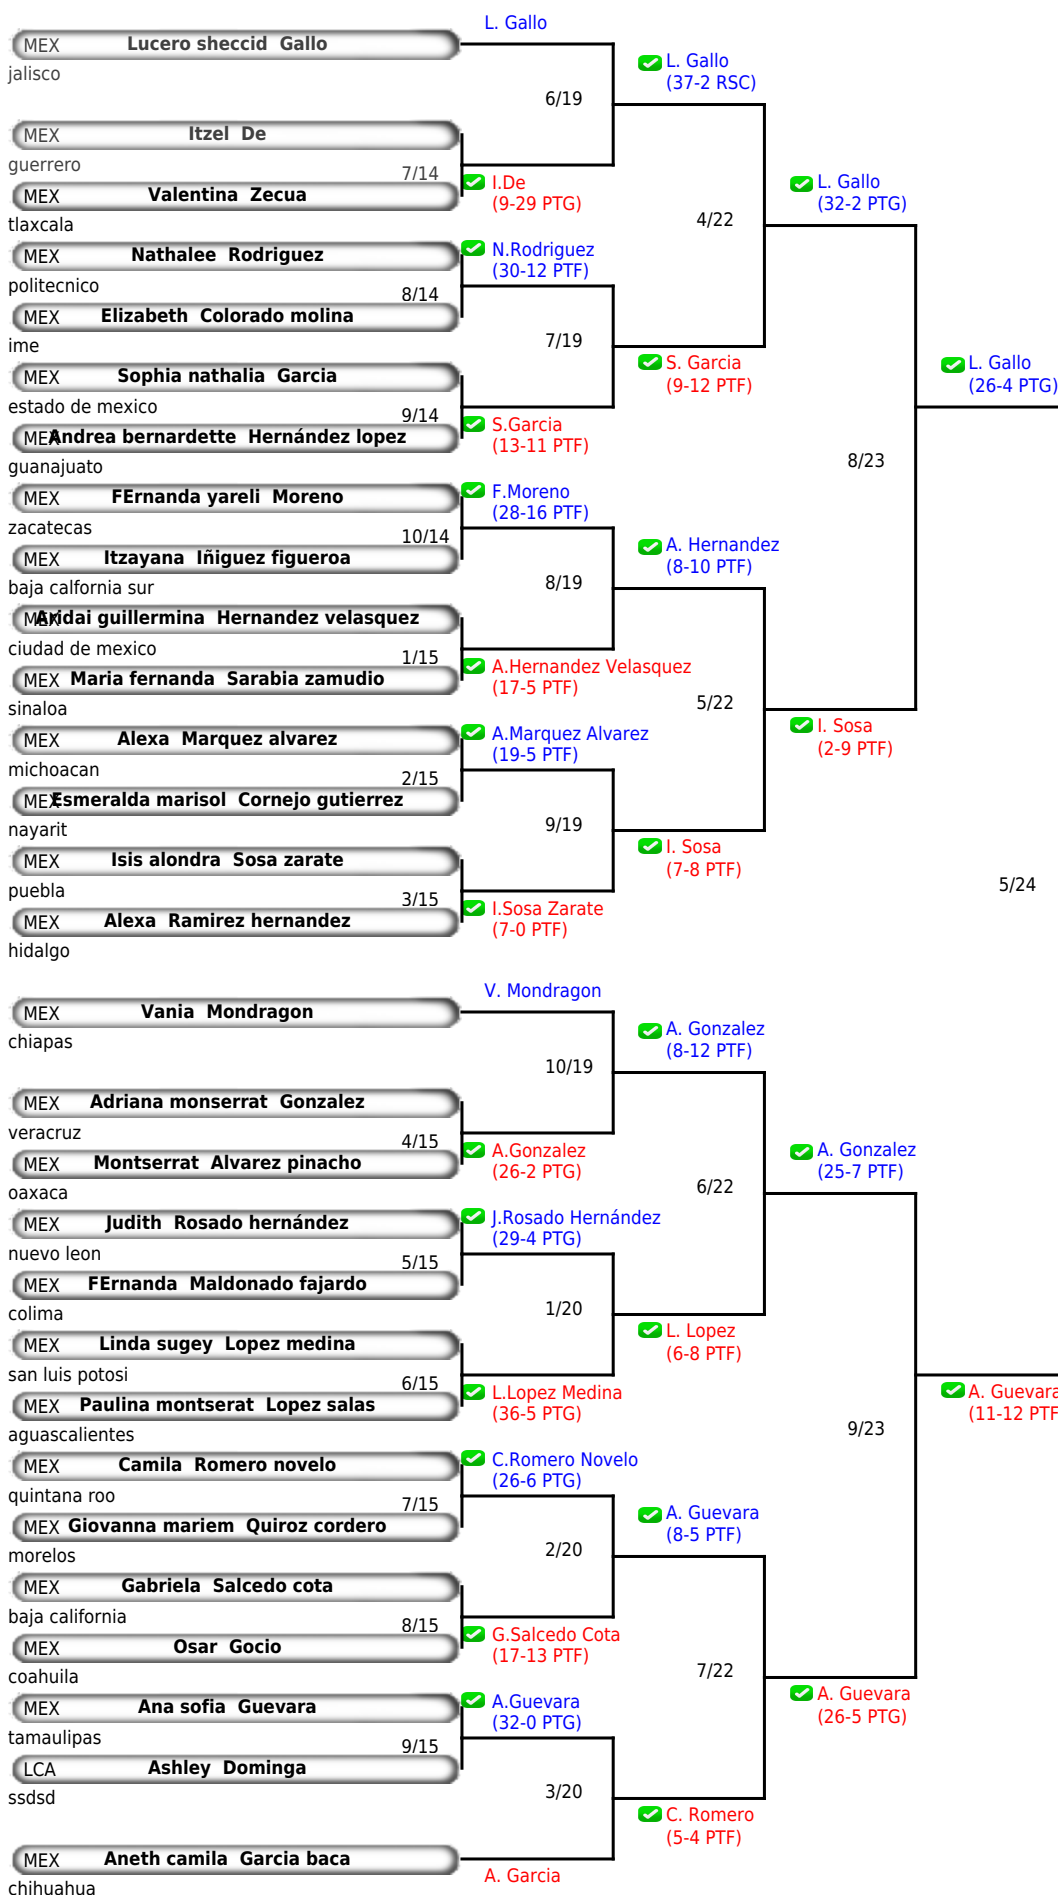 L. Gallo
MEX Lucero sheccid Gallo
jalisco
L. Gallo
(37-2 RSC)
6/19
MEX Itzel De
guerrero
7/14
MEX Valentina Zecua
tlaxcala
I.De
(9-29 PTG)
L. Gallo
(32-2 PTG)
4/22
MEX Nathalee Rodriguez
politecnico
N.Rodriguez
(30-12 PTF)
8/14
MEX Elizabeth Colorado molina
ime
7/19
MEX Sophia nathalia Garcia
estado de mexico
S. Garcia
(9-12 PTF)
L. Gallo
(26-4 PTG)
9/14
MEX Andrea bernardette Hernández lopez
guanajuato
S.Garcia
(13-11 PTF)
8/23
MEX FErnanda yareli Moreno
zacatecas
F.Moreno
(28-16 PTF)
10/14
MEX Itzayana Iñiguez figueroa
baja calfornia sur
A. Hernandez
(8-10 PTF)
8/19
MEX Aridai guillermina Hernandez velasquez
ciudad de mexico
1/15
MEX Maria fernanda Sarabia zamudio
sinaloa
A.Hernandez Velasquez
(17-5 PTF)
5/22
MEX Alexa Marquez alvarez
michoacan
A.Marquez Alvarez
(19-5 PTF)
I. Sosa
(2-9 PTF)
2/15
MEX Esmeralda marisol Cornejo gutierrez
nayarit
9/19
MEX Isis alondra Sosa zarate
puebla
I. Sosa
(7-8 PTF)
5/24
3/15
MEX Alexa Ramirez hernandez
hidalgo
I.Sosa Zarate
(7-0 PTF)
V. Mondragon
MEX Vania Mondragon
chiapas
A. Gonzalez
(8-12 PTF)
10/19
MEX Adriana monserrat Gonzalez
veracruz
4/15
MEX Montserrat Alvarez pinacho
oaxaca
A.Gonzalez
(26-2 PTG)
A. Gonzalez
(25-7 PTF)
6/22
MEX Judith Rosado hernández
nuevo leon
J.Rosado Hernández
(29-4 PTG)
5/15
MEX FErnanda Maldonado fajardo
colima
1/20
MEX Linda sugey Lopez medina
san luis potosi
L. Lopez
(6-8 PTF)
6/15
MEX Paulina montserat Lopez salas
aguascalientes
L.Lopez Medina
(36-5 PTG)
A. Guevara
(11-12 PTF
9/23
MEX Camila Romero novelo
quintana roo
C.Romero Novelo
(26-6 PTG)
7/15
MEX Giovanna mariem Quiroz cordero
morelos
A. Guevara
(8-5 PTF)
2/20
MEX Gabriela Salcedo cota
baja california
8/15
MEX Osar Gocio
coahuila
G.Salcedo Cota
(17-13 PTF)
7/22
MEX Ana sofia Guevara
tamaulipas
A.Guevara
(32-0 PTG)
A. Guevara
(26-5 PTG)
9/15
LCA Ashley Dominga
ssdsd
3/20
C. Romero
(5-4 PTF)
MEX Aneth camila Garcia baca
chihuahua
A. Garcia